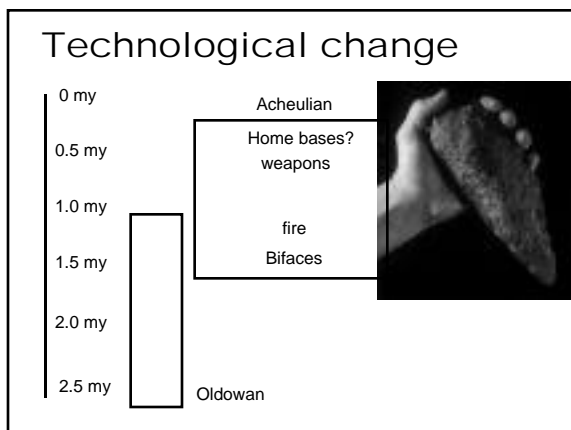 Technological change
0 my
Acheulian
0.5 my
Home bases?
weapons
1.0 my
fire
1.5 my
Bifaces
2.0 my
2.5 my
Oldowan